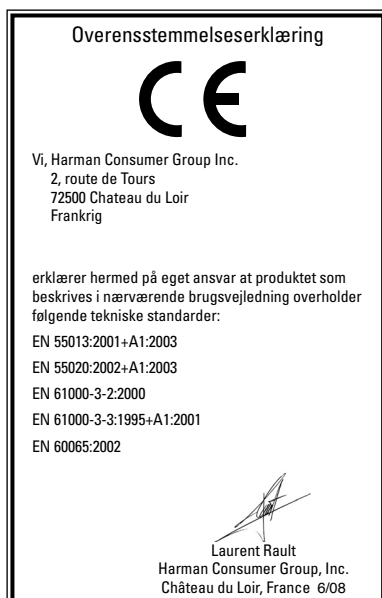 Overensstemmelseserklæring
CE
Vi, Harman Consumer Group Inc.
2, route de Tours
72500 Chateau du Loir
Frankrig
erklærer hermed på eget ansvar at produktet som
beskrives i nærværende brugsvejledning overholder
følgende tekniske standarder:
EN 55013:2001+A1:2003
EN 55020:2002+A1:2003
EN 61000-3-2:2000
EN 61000-3-3:1995+A1:2001
EN 60065:2002
Laurent Rault
Harman Consumer Group, Inc.
Château du Loir, France 6/08